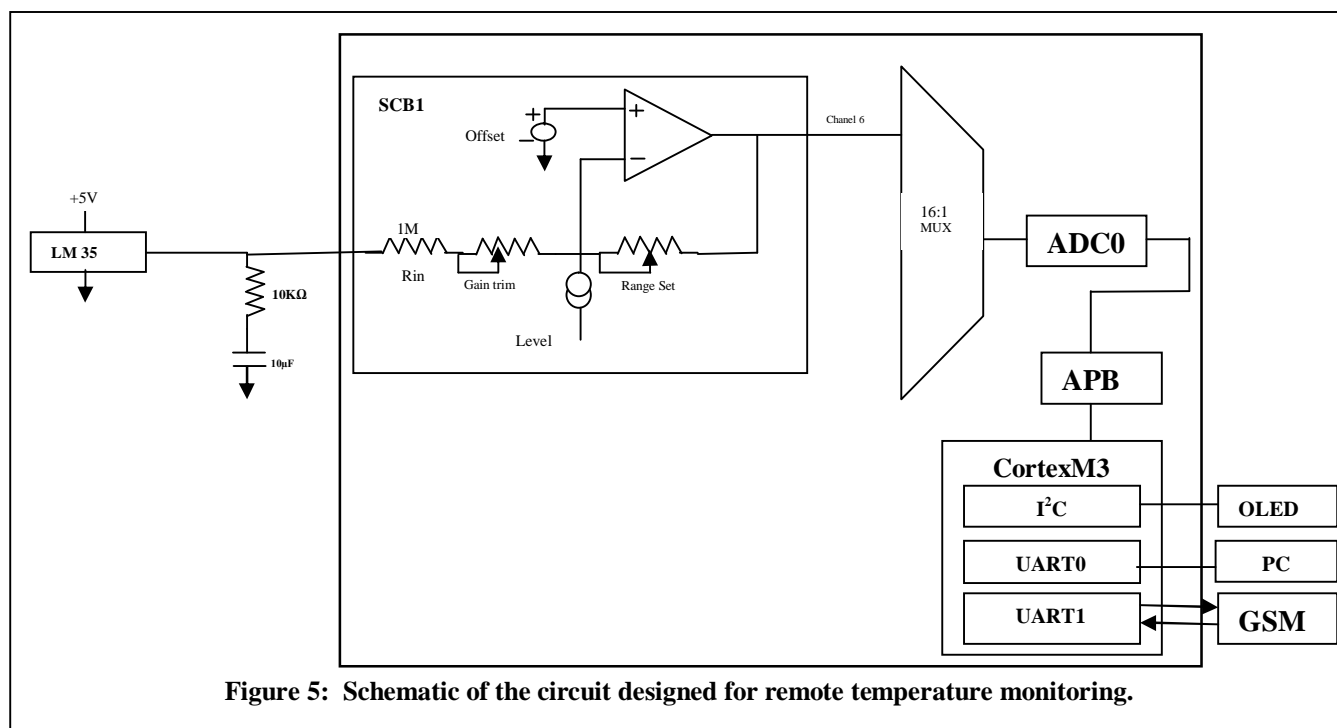 SCB1
+
−
Offset
+
−
Chanel 6
+5V
LM 35
1M
Rin
Gain trim
Range Set
Level
10KΩ
10µF
16:1
MUX
ADC0
APB
CortexM3
I²C
OLED
UART0
PC
UART1
GSM
Figure 5: Schematic of the circuit designed for remote temperature monitoring.